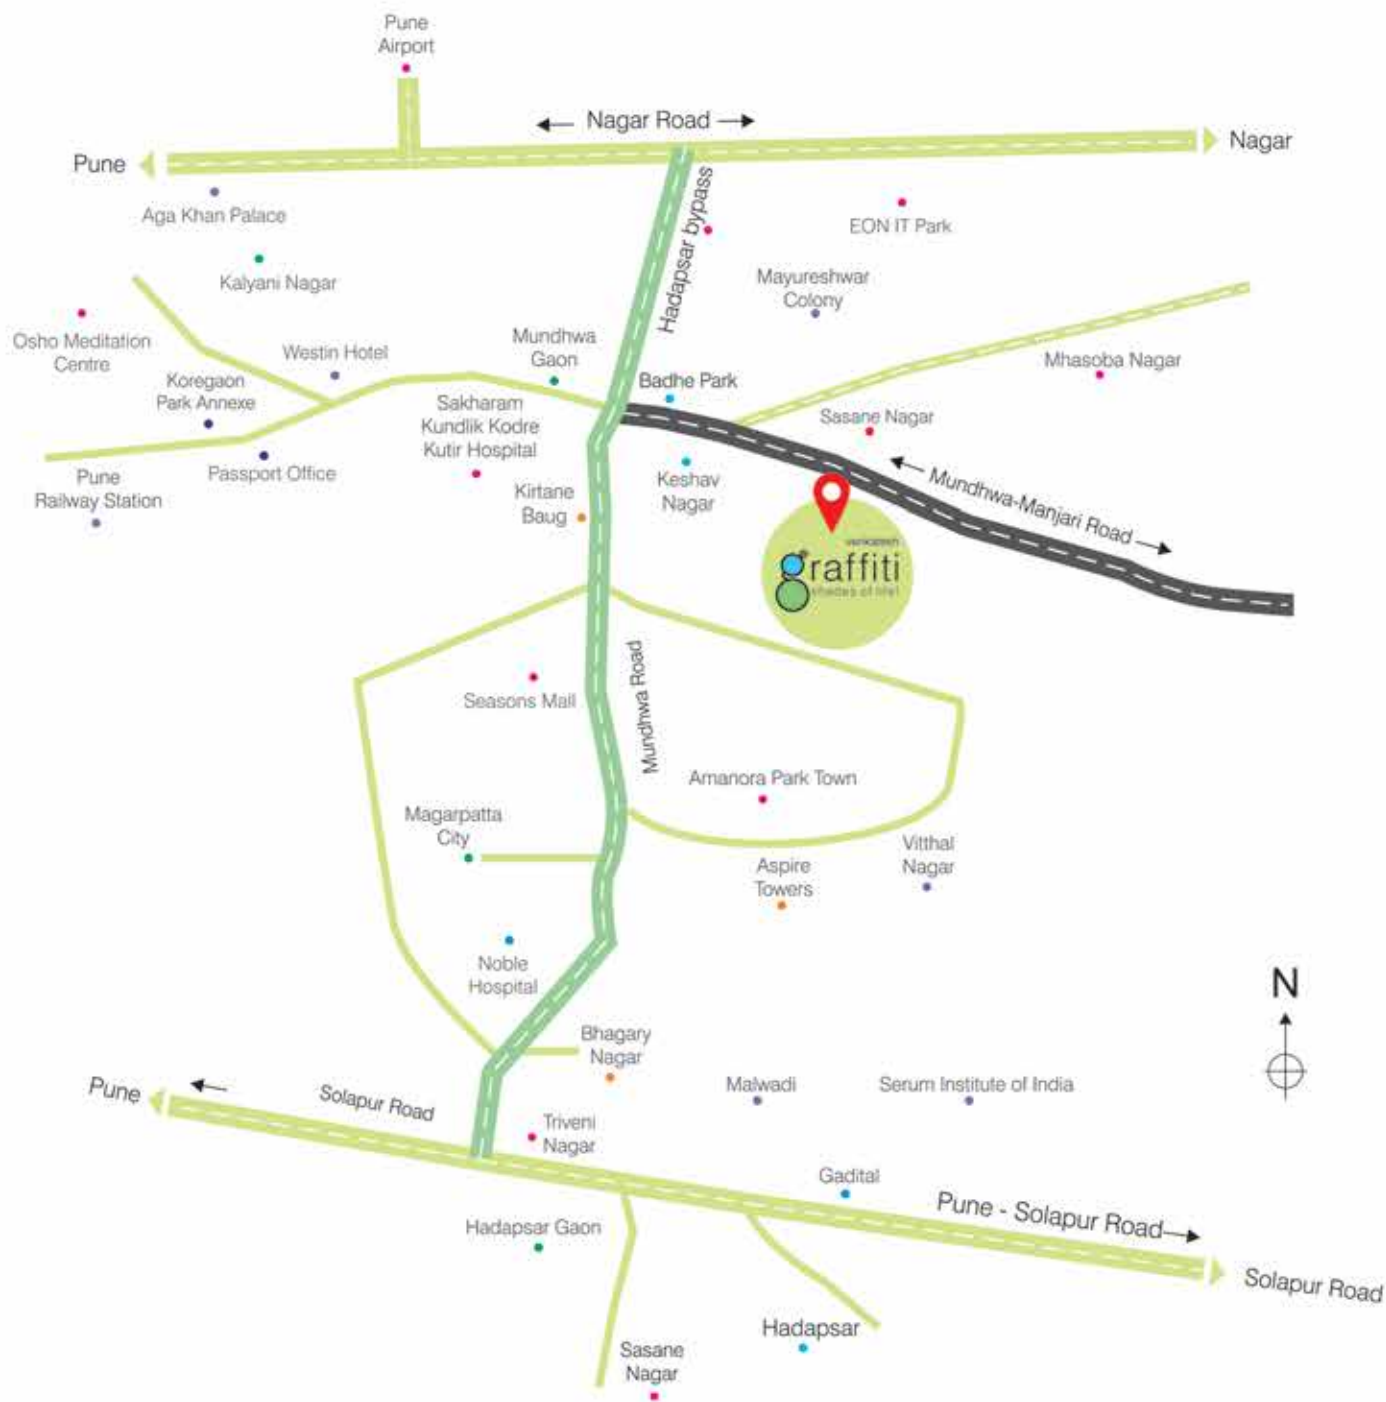 Pune
Airport
Nagar Road
Pune
Nagar
Aga Khan Palace
Hadapsar bypass
EON IT Park
Kalyani Nagar
Mayureshwar
Colony
Osho Meditation
Centre
Westin Hotel
Mundhwa
Gaon
Mhasoba Nagar
Koregaon
Park Annexe
Badhe Park
Sakharam
Kundlik Kodre
Kutir Hospital
Sasane Nagar
Pune
Railway Station
Passport Office
Kirtane
Baug
Keshav
Nagar
Mundhwa-Manjari Road
graffiti
shades of life!
Seasons Mall
Mundhwa Road
Amanora Park Town
Magarpatta
City
Aspire
Towers
Vitthal
Nagar
Noble
Hospital
N
Bhagary
Nagar
Malwadi
Serum Institute of India
Pune
Solapur Road
Triveni
Nagar
Gadital
Pune - Solapur Road
Hadapsar Gaon
Solapur Road
Hadapsar
Sasane
Nagar